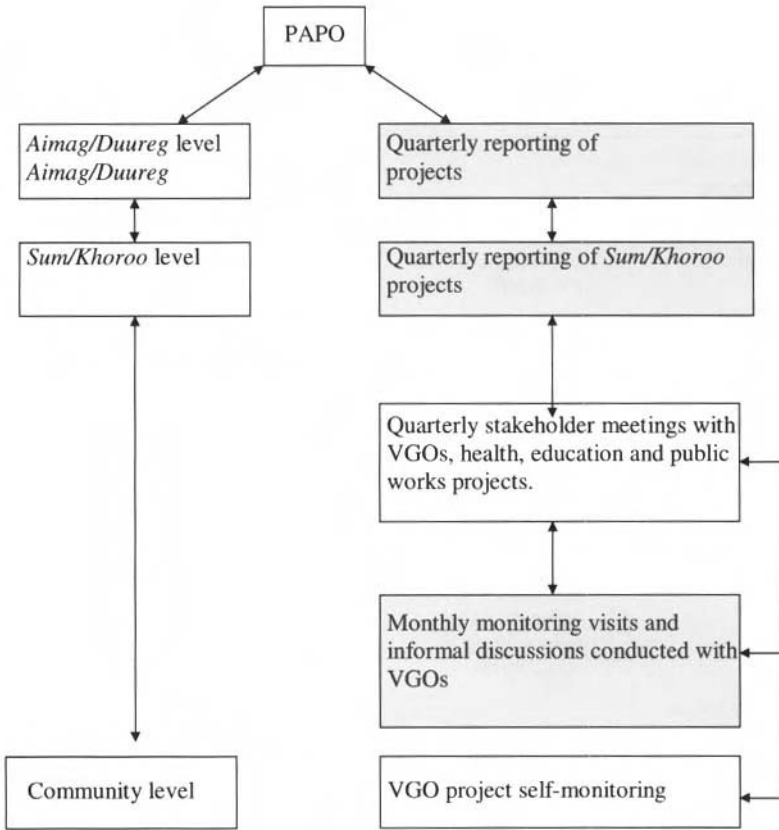 PAPO
Aimag/Duureg level
Aimag/Duureg
Quarterly reporting of
projects
Sum/Khoroo level
Quarterly reporting of Sum/Khoroo
projects
Quarterly stakeholder meetings with
VGOs, health, education and public
works projects.
Monthly monitoring visits and
informal discussions conducted with
VGOs
Community level
VGO project self-monitoring